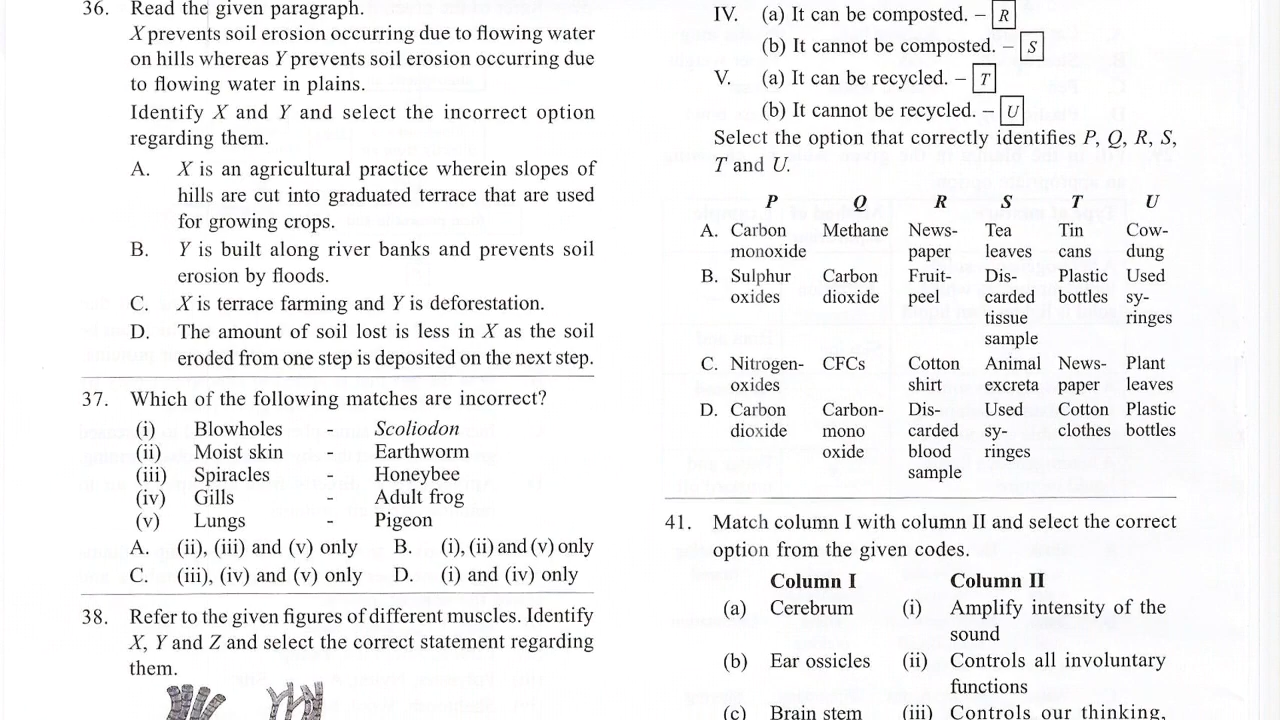 36. Read the given paragraph.
X prevents soil erosion occurring due to flowing water
on hills whereas Y prevents soil erosion occurring due
to flowing water in plains.
Identify X and Y and select the incorrect option
regarding them.
A. X is an agricultural practice wherein slopes of
hills are cut into graduated terrace that are used
for growing crops.
B. Y is built along river banks and prevents soil
erosion by floods.
C. X is terrace farming and Y is deforestation.
D. The amount of soil lost is less in X as the soil
eroded from one step is deposited on the next step.
37. Which of the following matches are incorrect?
(i) Blowholes - Scoliodon
(ii) Moist skin - Earthworm
(iii) Spiracles - Honeybee
(iv) Gills - Adult frog
(v) Lungs - Pigeon
A. (ii), (iii) and (v) only B. (i), (ii) and (v) only
C. (iii), (iv) and (v) only D. (i) and (iv) only
38. Refer to the given figures of different muscles. Identify
X, Y and Z and select the correct statement regarding
them.
IV. (a) It can be composted. – R
(b) It cannot be composted. – S
V. (a) It can be recycled. – T
(b) It cannot be recycled. – U
Select the option that correctly identifies P, Q, R, S,
T and U.
P Q R S T U
A. Carbon Methane News- Tea Tin Cow-
monoxide paper leaves cans dung
B. Sulphur Carbon Fruit- Dis- Plastic Used
oxides dioxide peel carded bottles sy-
tissue ringes
sample
C. Nitrogen- CFCs Cotton Animal News- Plant
oxides shirt excreta paper leaves
D. Carbon Carbon- Dis- Used Cotton Plastic
dioxide mono carded sy- clothes bottles
oxide blood ringes
sample
41. Match column I with column II and select the correct
option from the given codes.
Column I Column II
(a) Cerebrum (i) Amplify intensity of the
sound
(b) Ear ossicles (ii) Controls all involuntary
functions
(c) Brain stem (iii) Controls our thinking,